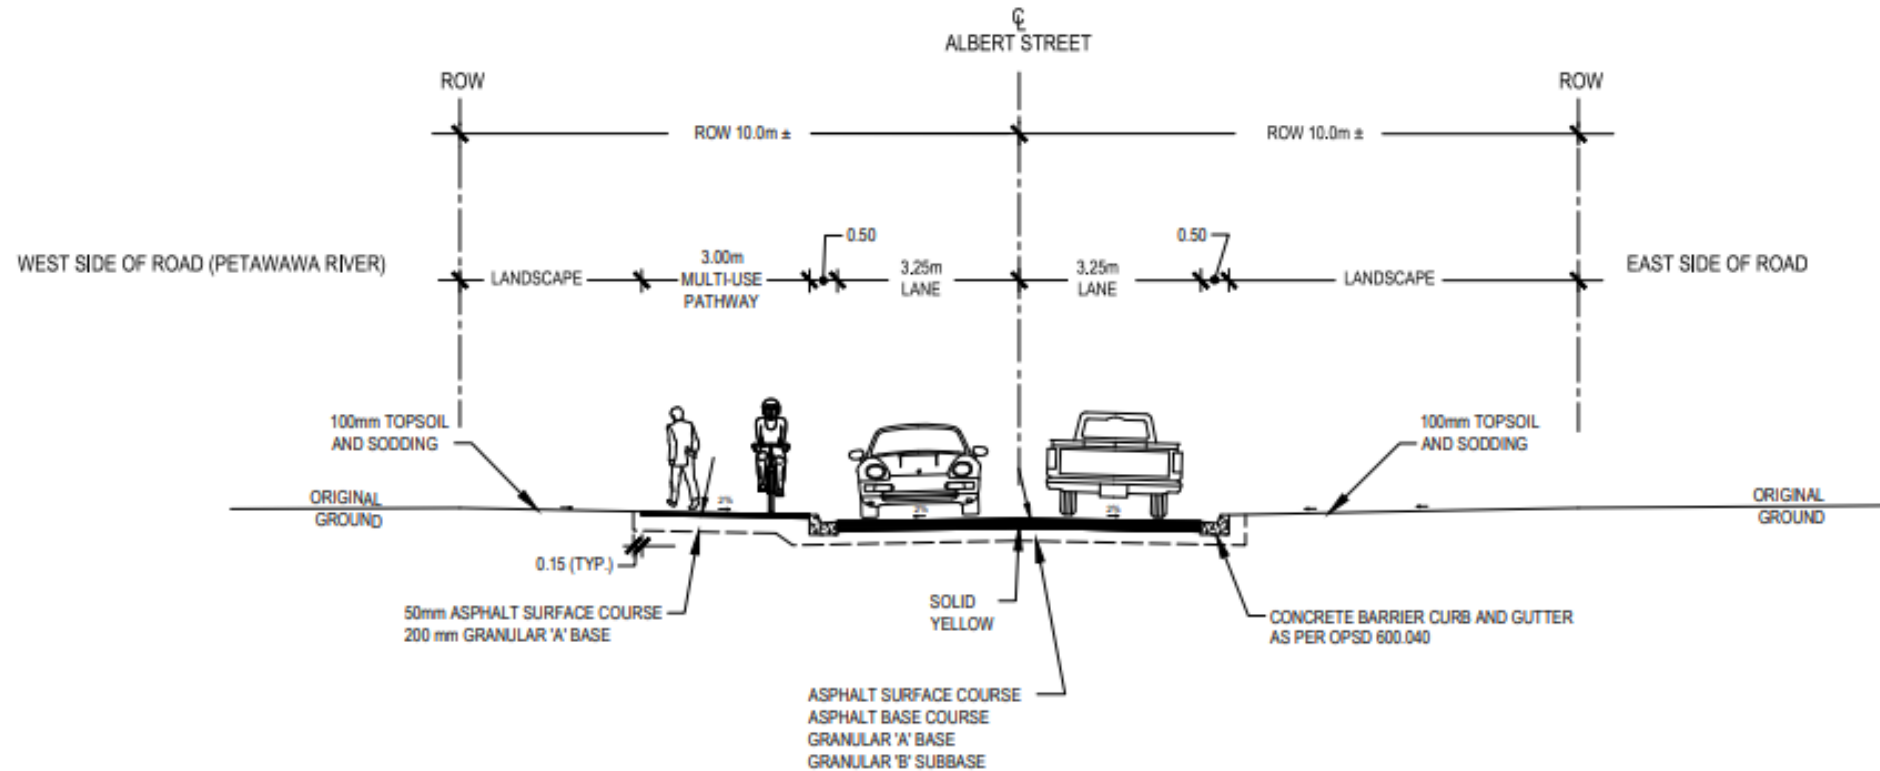 ℄
ALBERT STREET
ROW
ROW
ROW 10.0m ±
ROW 10.0m ±
WEST SIDE OF ROAD (PETAWAWA RIVER)
LANDSCAPE
3.00m
MULTI-USE
PATHWAY
0.50
3.25m
LANE
3.25m
LANE
0.50
LANDSCAPE
EAST SIDE OF ROAD
100mm TOPSOIL
AND SODDING
100mm TOPSOIL
AND SODDING
ORIGINAL
GROUND
2%
2%
2%
ORIGINAL
GROUND
0.15 (TYP.)
50mm ASPHALT SURFACE COURSE
200 mm GRANULAR 'A' BASE
SOLID
YELLOW
CONCRETE BARRIER CURB AND GUTTER
AS PER OPSD 600.040
ASPHALT SURFACE COURSE
ASPHALT BASE COURSE
GRANULAR 'A' BASE
GRANULAR 'B' SUBBASE